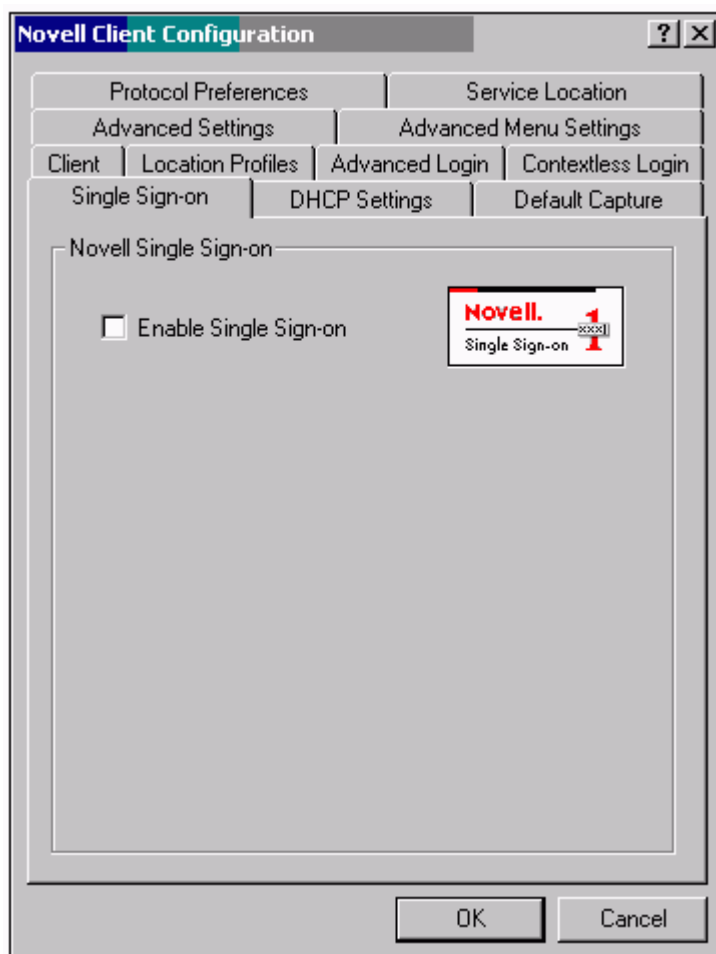 Novell Client Configuration
? X
Protocol Preferences Service Location
Advanced Settings Advanced Menu Settings
Client Location Profiles Advanced Login Contextless Login
Single Sign-on DHCP Settings Default Capture
Novell Single Sign-on
Enable Single Sign-on
Novell. 1
xxx
Single Sign-on
OK Cancel